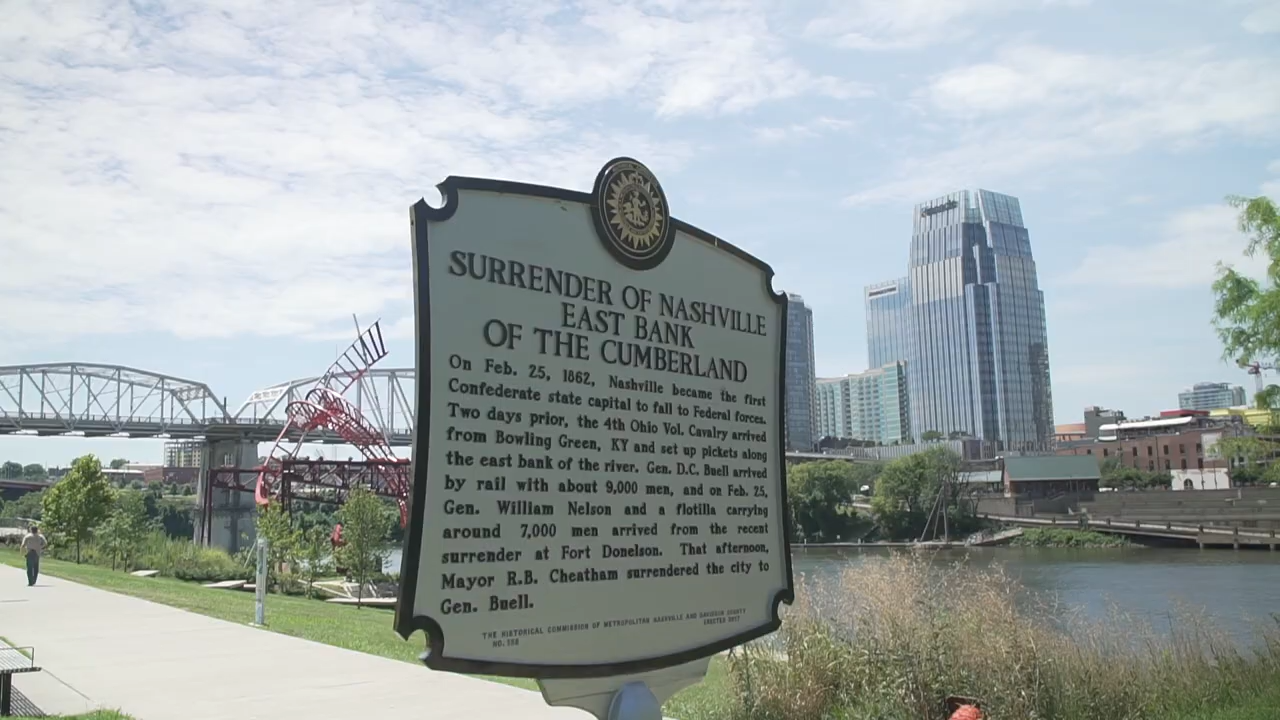 SURRENDER OF NASHVILLE
EAST BANK
OF THE CUMBERLAND
On Feb. 25, 1862, Nashville became the first
Confederate state capital to fall to Federal forces.
Two days prior, the 4th Ohio Vol. Cavalry arrived
from Bowling Green, KY and set up pickets along
the east bank of the river. Gen. D.C. Buell arrived
by rail with about 9,000 men, and on Feb. 25,
Gen. William Nelson and a flotilla carrying
around 7,000 men arrived from the recent
surrender at Fort Donelson. That afternoon,
Mayor R.B. Cheatham surrendered the city to
Gen. Buell.
THE HISTORICAL COMMISSION OF METROPOLITAN NASHVILLE AND DAVIDSON COUNTY
NO. ERECTED 2017